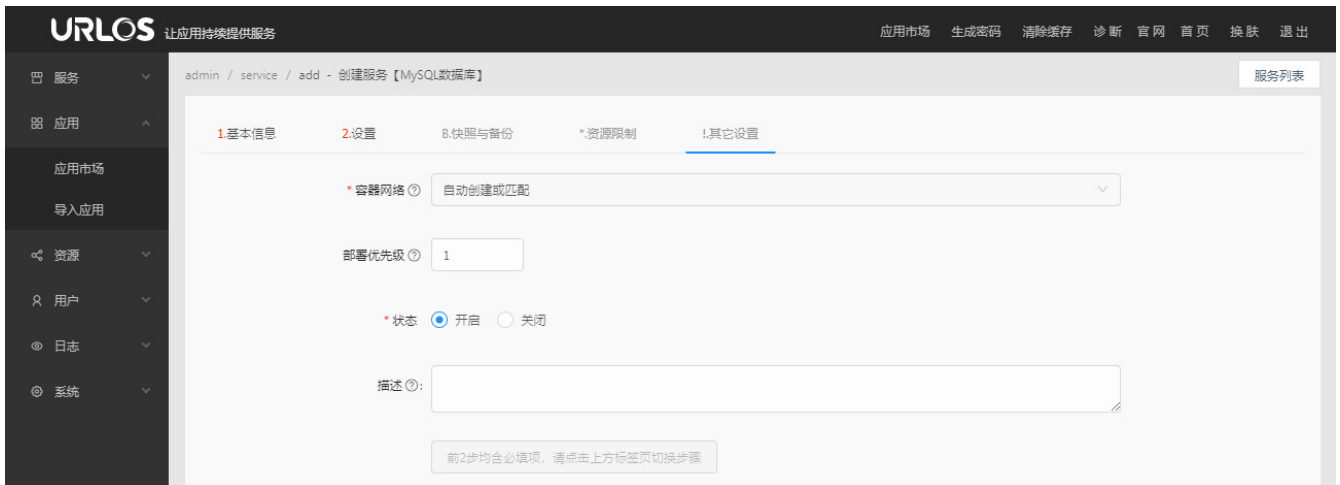 URLOS 让应用持续提供服务
应用市场 生成密码 清除缓存 诊断 官网 首页 换肤 退出
服务
admin / service / add - 创建服务【MySQL数据库】
服务列表
应用
1.基本信息 2.设置 B.快照与备份 *.资源限制 !.其它设置
应用市场
* 容器网络 自动创建或匹配
导入应用
资源
部署优先级 1
用户
* 状态 开启 关闭
日志
描述 :
系统
前2步均含必填项，请点击上方标签页切换步骤